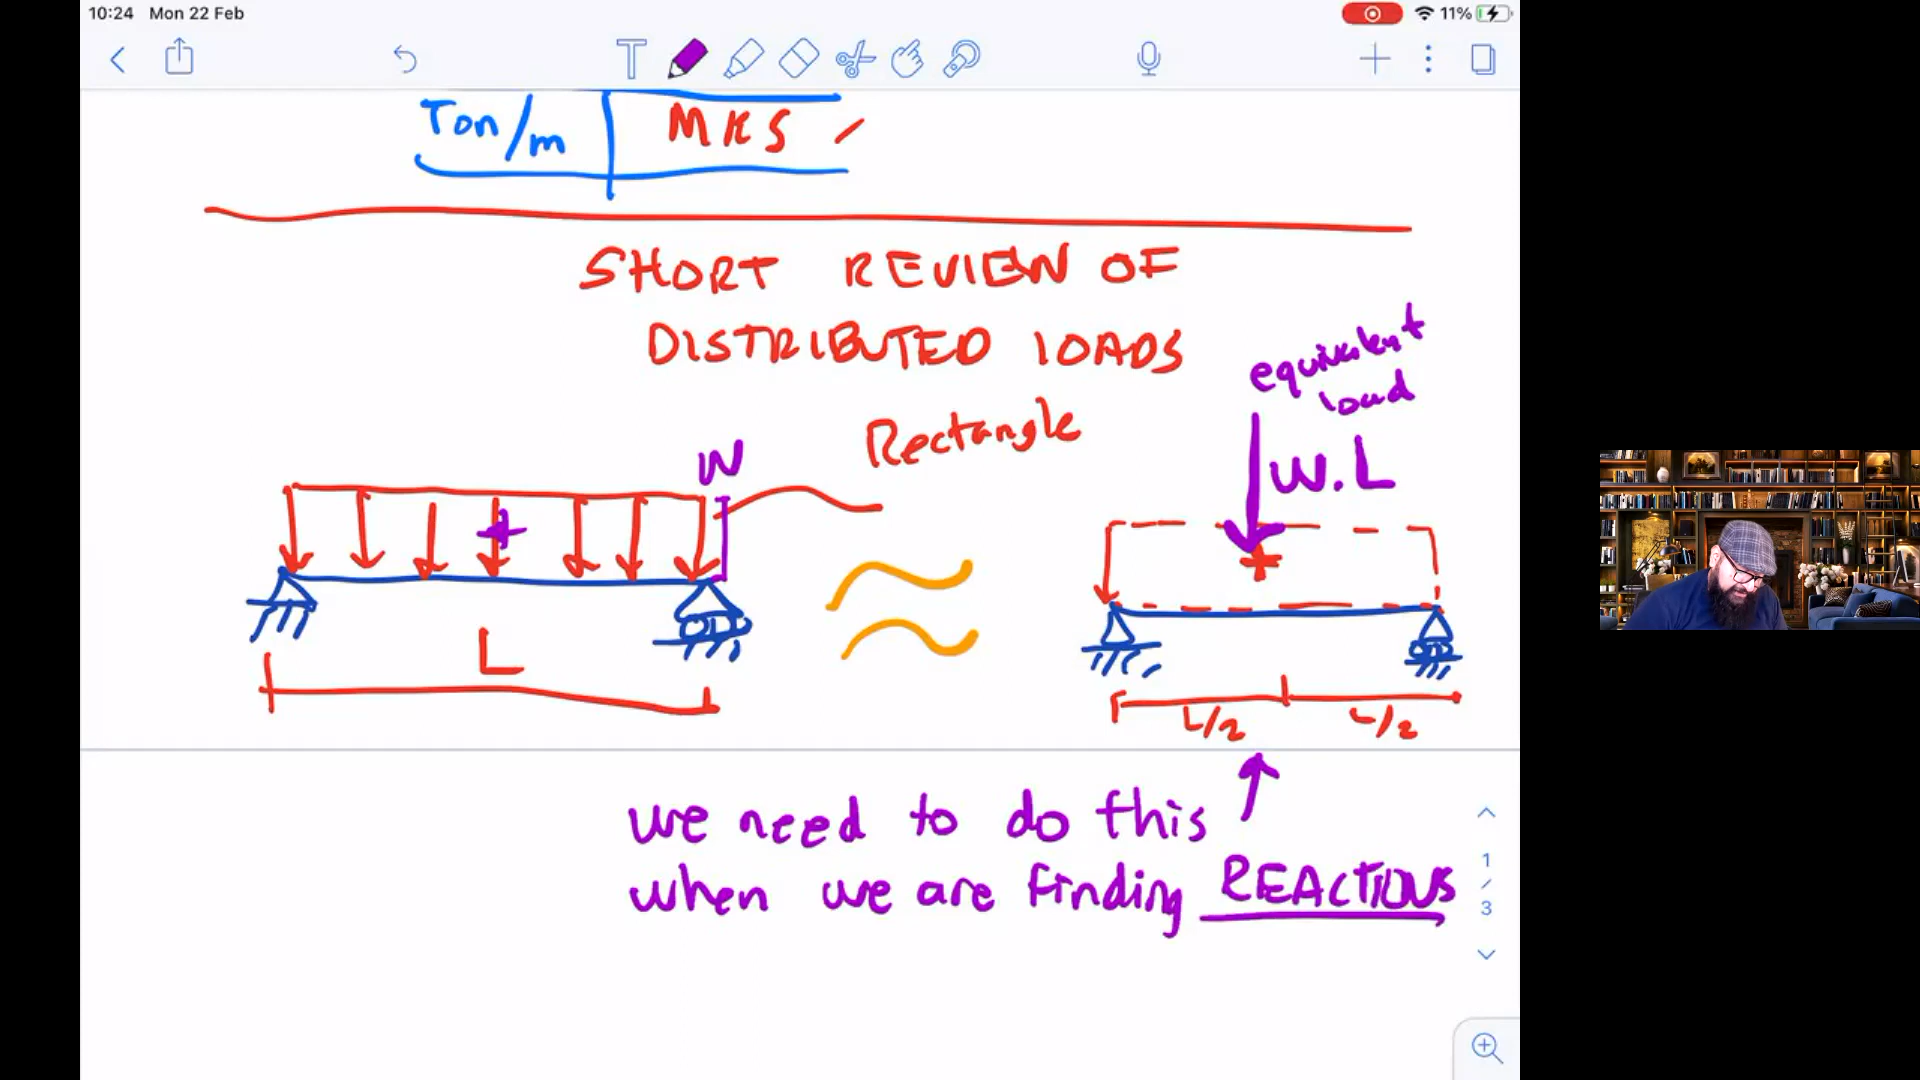 10:24 Mon 22 Feb
11%
T
Ton/m MKS
SHORT REVIEW OF
DISTRIBUTED LOADS
equivalent
load
Rectangle
W
W.L
L
L/2 L/2
we need to do this
when we are finding REACTIONS
1
/
3